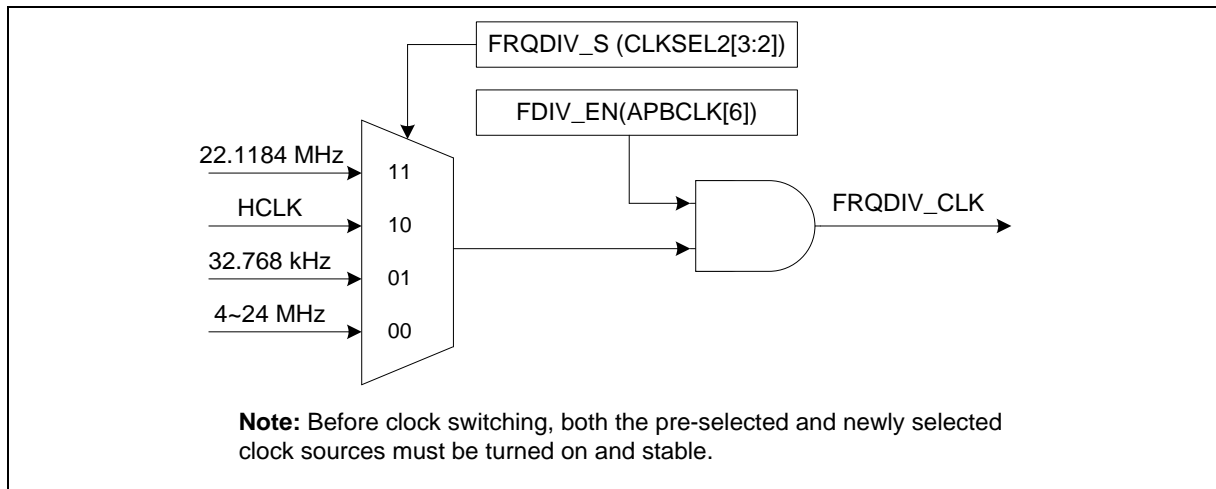 FRQDIV_S (CLKSEL2[3:2])
FDIV_EN(APBCLK[6])
22.1184 MHz
11
HCLK
10
32.768 kHz
01
4~24 MHz
00
FRQDIV_CLK
Note: Before clock switching, both the pre-selected and newly selected
clock sources must be turned on and stable.